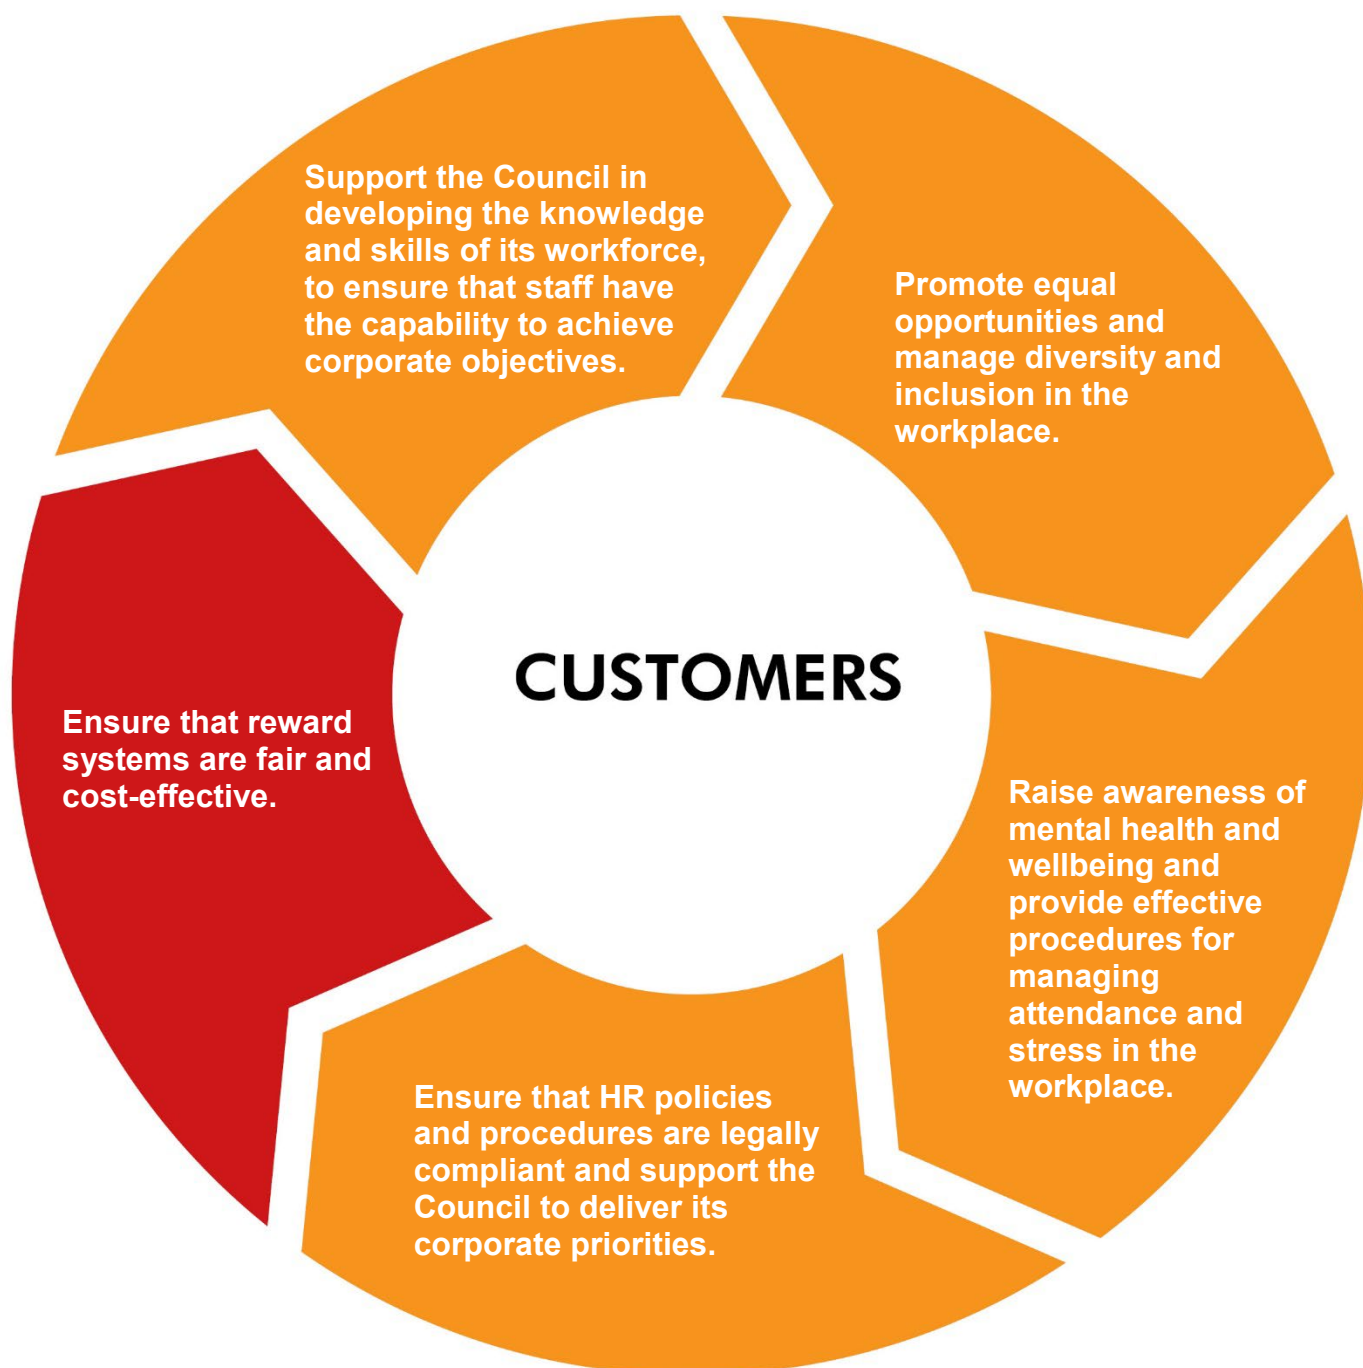 Support the Council in
developing the knowledge
and skills of its workforce,
to ensure that staff have
the capability to achieve
corporate objectives.
Promote equal
opportunities and
manage diversity and
inclusion in the
workplace.
CUSTOMERS
Ensure that reward
systems are fair and
cost-effective.
Raise awareness of
mental health and
wellbeing and
provide effective
procedures for
managing
attendance and
stress in the
workplace.
Ensure that HR policies
and procedures are legally
compliant and support the
Council to deliver its
corporate priorities.